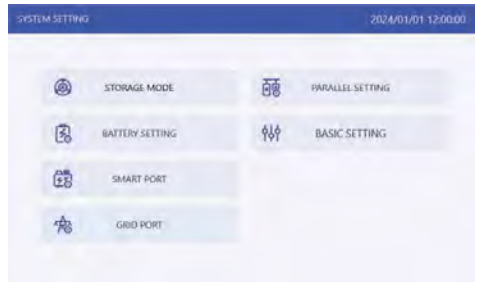 SYSTEM SETTING 2024/01/01 12:00:00
STORAGE MODE PARALLEL SETTING
BATTERY SETTING BASIC SETTING
SMART PORT
GRID PORT